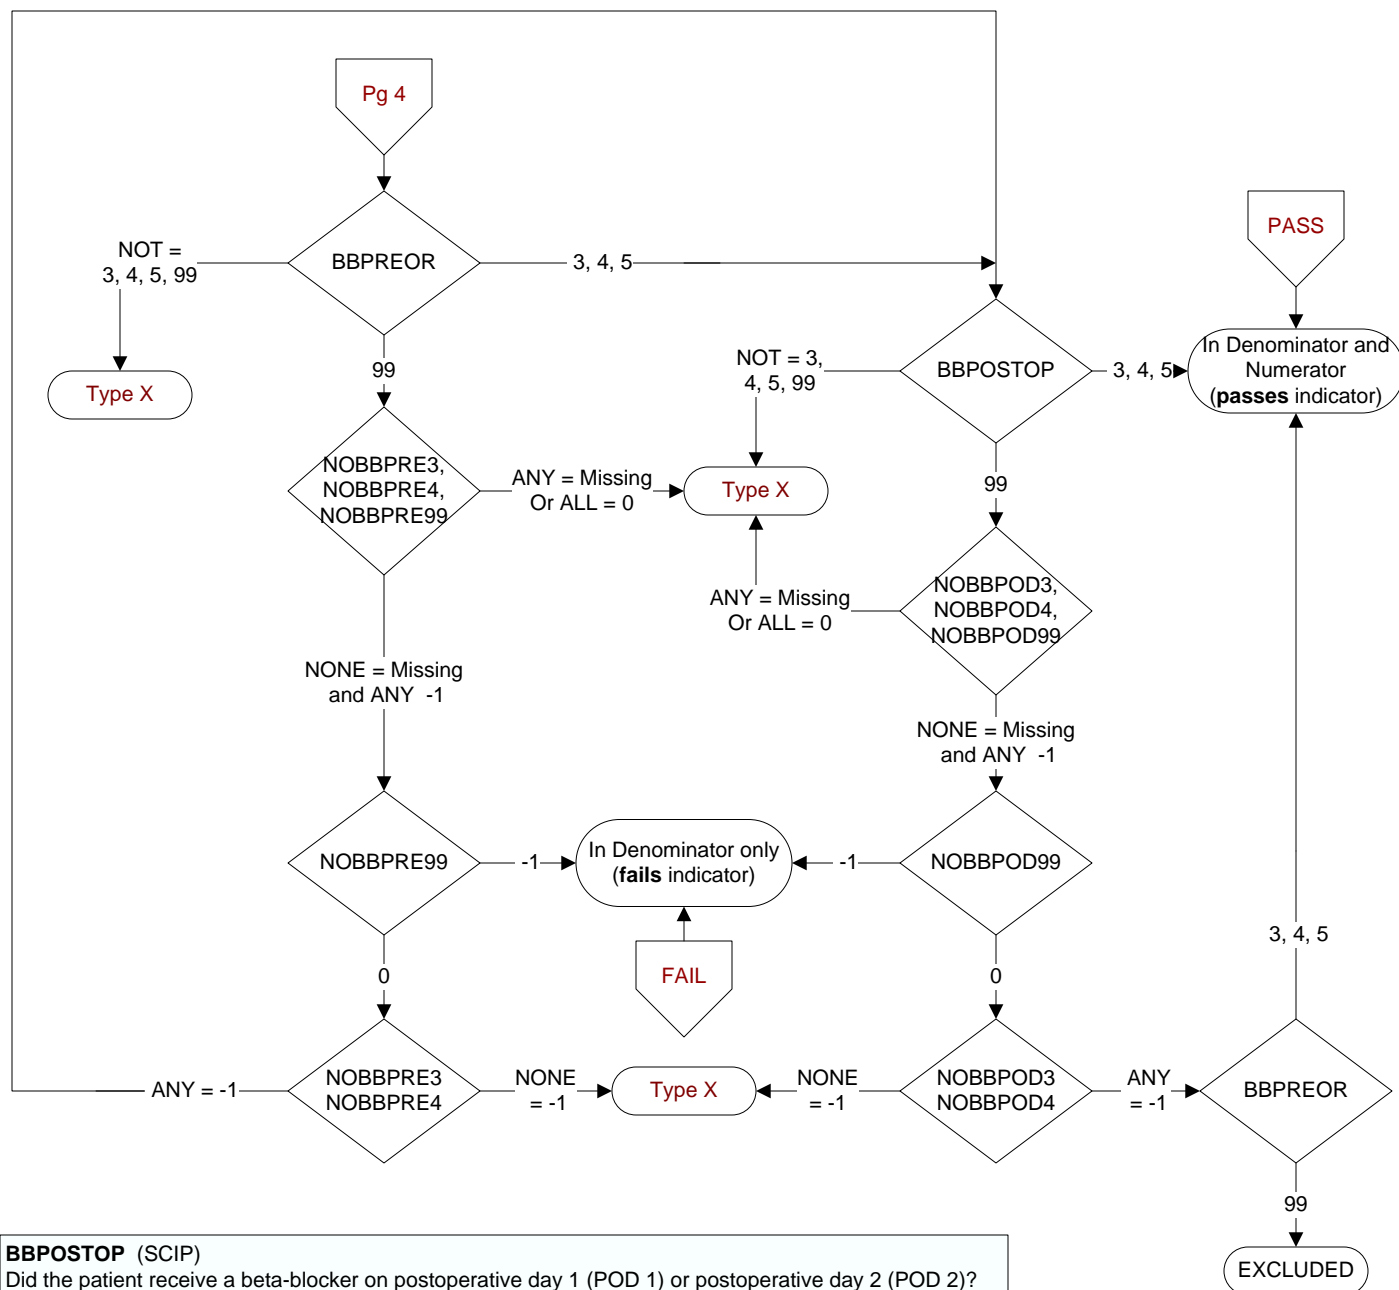 Pg 4
PASS
NOT =
3, 4, 5, 99
BBPREOR
3, 4, 5
Type X
99
NOT = 3,
4, 5, 99
BBPOSTOP
3, 4, 5
In Denominator and
Numerator
(passes indicator)
NOBBPRE3,
NOBBPRE4,
NOBBPRE99
ANY = Missing
Or ALL = 0
Type X
99
ANY = Missing
Or ALL = 0
NOBBPOD3,
NOBBPOD4,
NOBBPOD99
NONE = Missing
and ANY -1
NONE = Missing
and ANY -1
NOBBPRE99
-1
In Denominator only
(fails indicator)
-1
NOBBPOD99
0
FAIL
0
3, 4, 5
ANY = -1
NOBBPRE3
NOBBPRE4
NONE
= -1
Type X
NONE
= -1
NOBBPOD3
NOBBPOD4
ANY
= -1
BBPREOR
99
EXCLUDED
BBPOSTOP (SCIP)
Did the patient receive a beta-blocker on postoperative day 1 (POD 1) or postoperative day 2 (POD 2)?